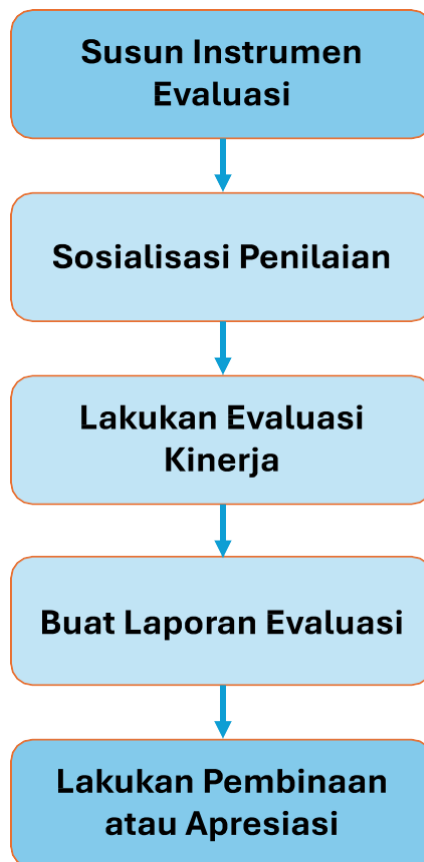 Susun Instrumen
Evaluasi
Sosialisasi Penilaian
Lakukan Evaluasi
Kinerja
Buat Laporan Evaluasi
Lakukan Pembinaan
atau Apresiasi